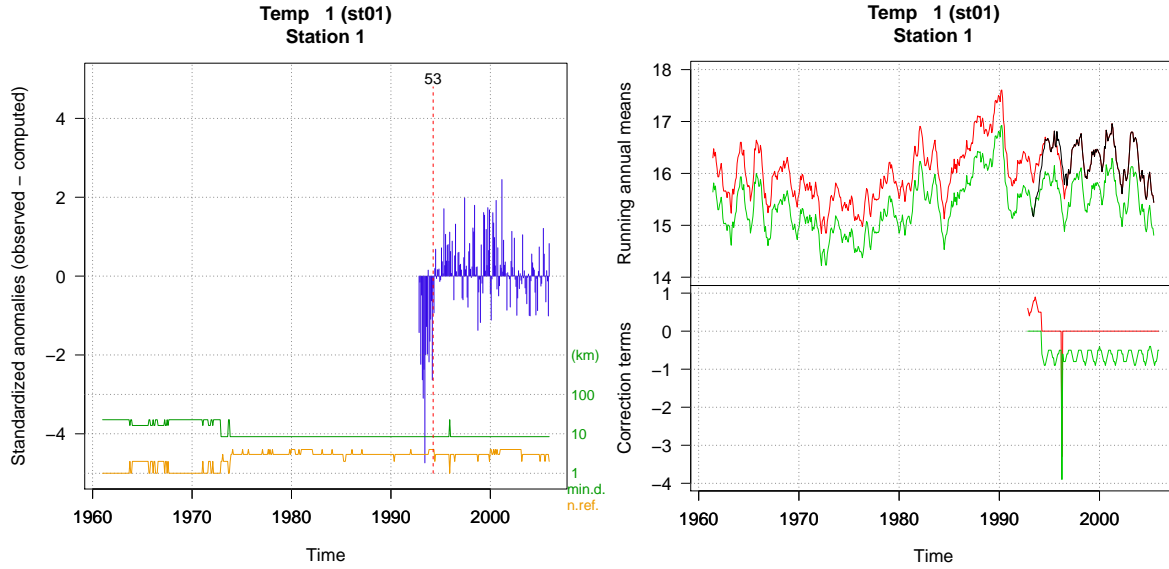 Temp 1 (st01)
Station 1
53
Standardized anomalies (observed − computed)
4
2
0
−2
−4
(km)
100
10
1
min.d.
n.ref.
1960 1970 1980 1990 2000
Time
Temp 1 (st01)
Station 1
Running annual means
18
17
16
15
14
Correction terms
1
0
−1
−2
−3
−4
1960 1970 1980 1990 2000
Time